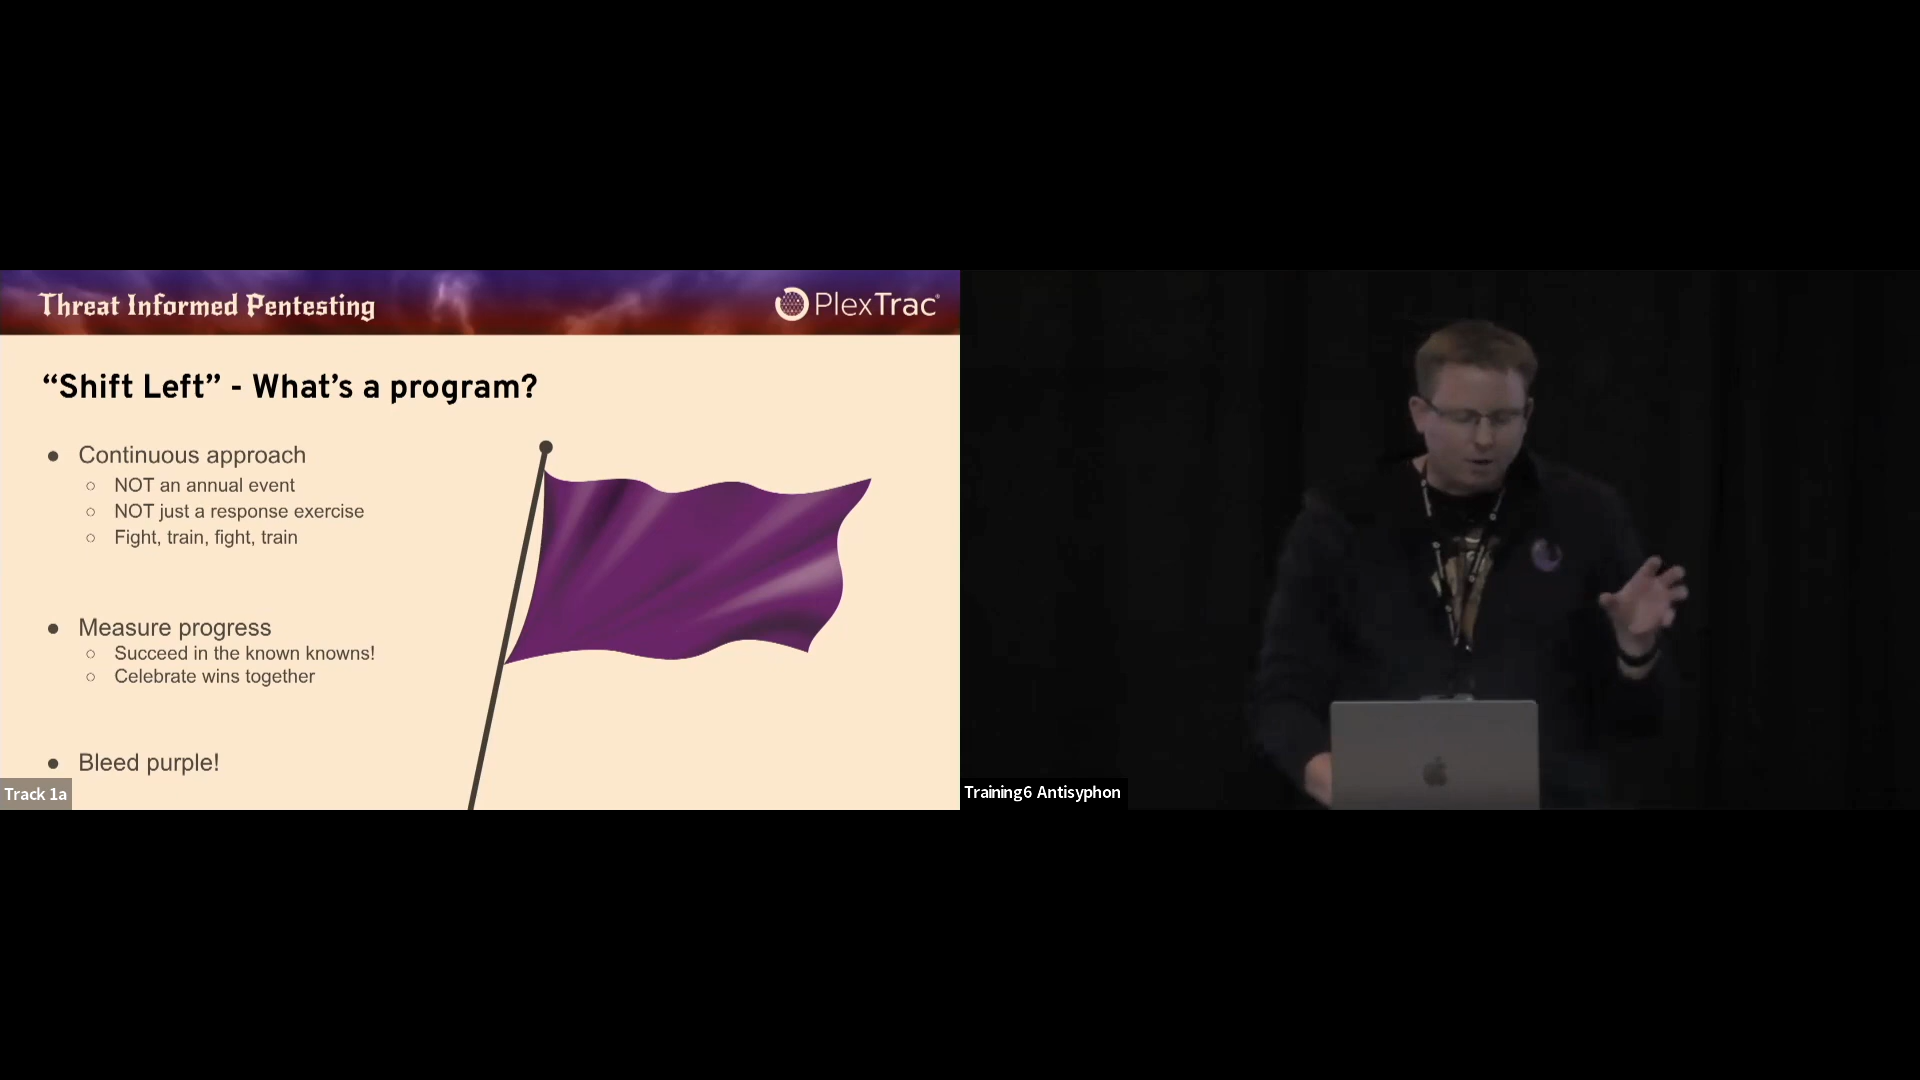 Threat Informed Pentesting
PlexTrac®
“Shift Left” - What’s a program?
● Continuous approach
○ NOT an annual event
○ NOT just a response exercise
○ Fight, train, fight, train
● Measure progress
○ Succeed in the known knowns!
○ Celebrate wins together
● Bleed purple!
Track 1a
Training6 Antisyphon